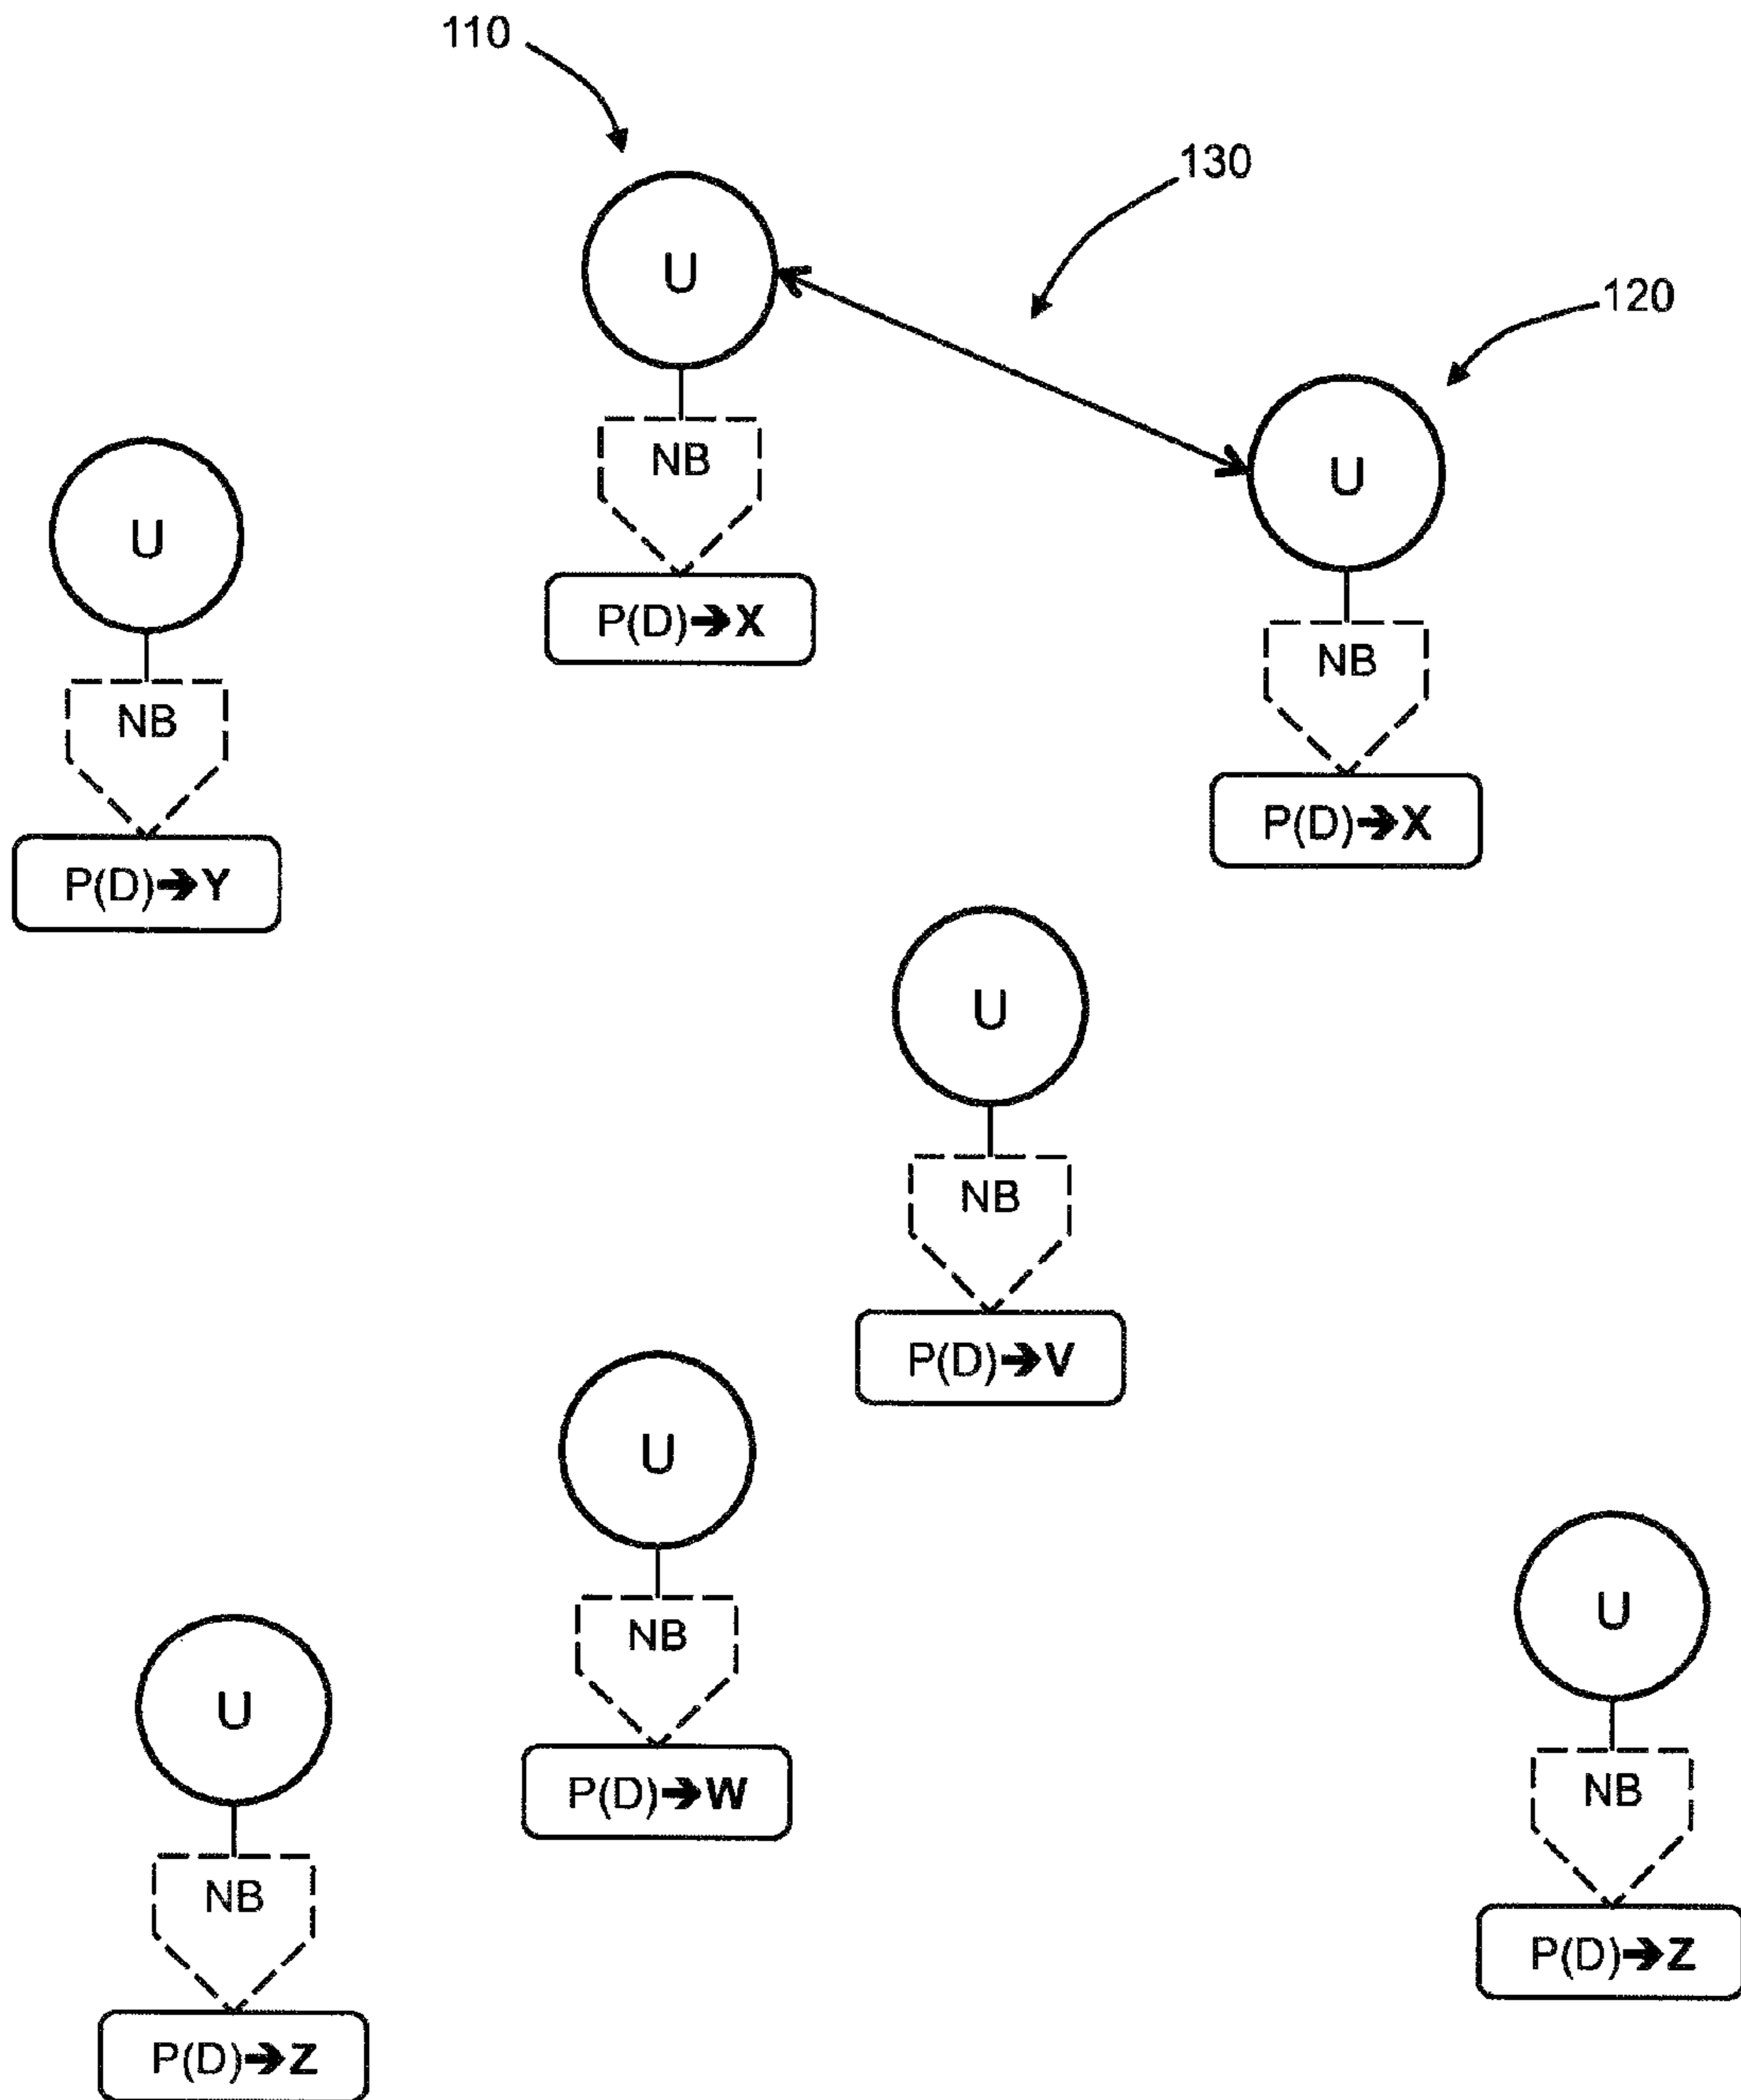 110
130
U
120
NB
U
U
P(D)➔X
NB
NB
P(D)➔X
P(D)➔Y
U
NB
P(D)➔V
U
U
NB
U
P(D)➔W
NB
NB
P(D)➔Z
P(D)➔Z